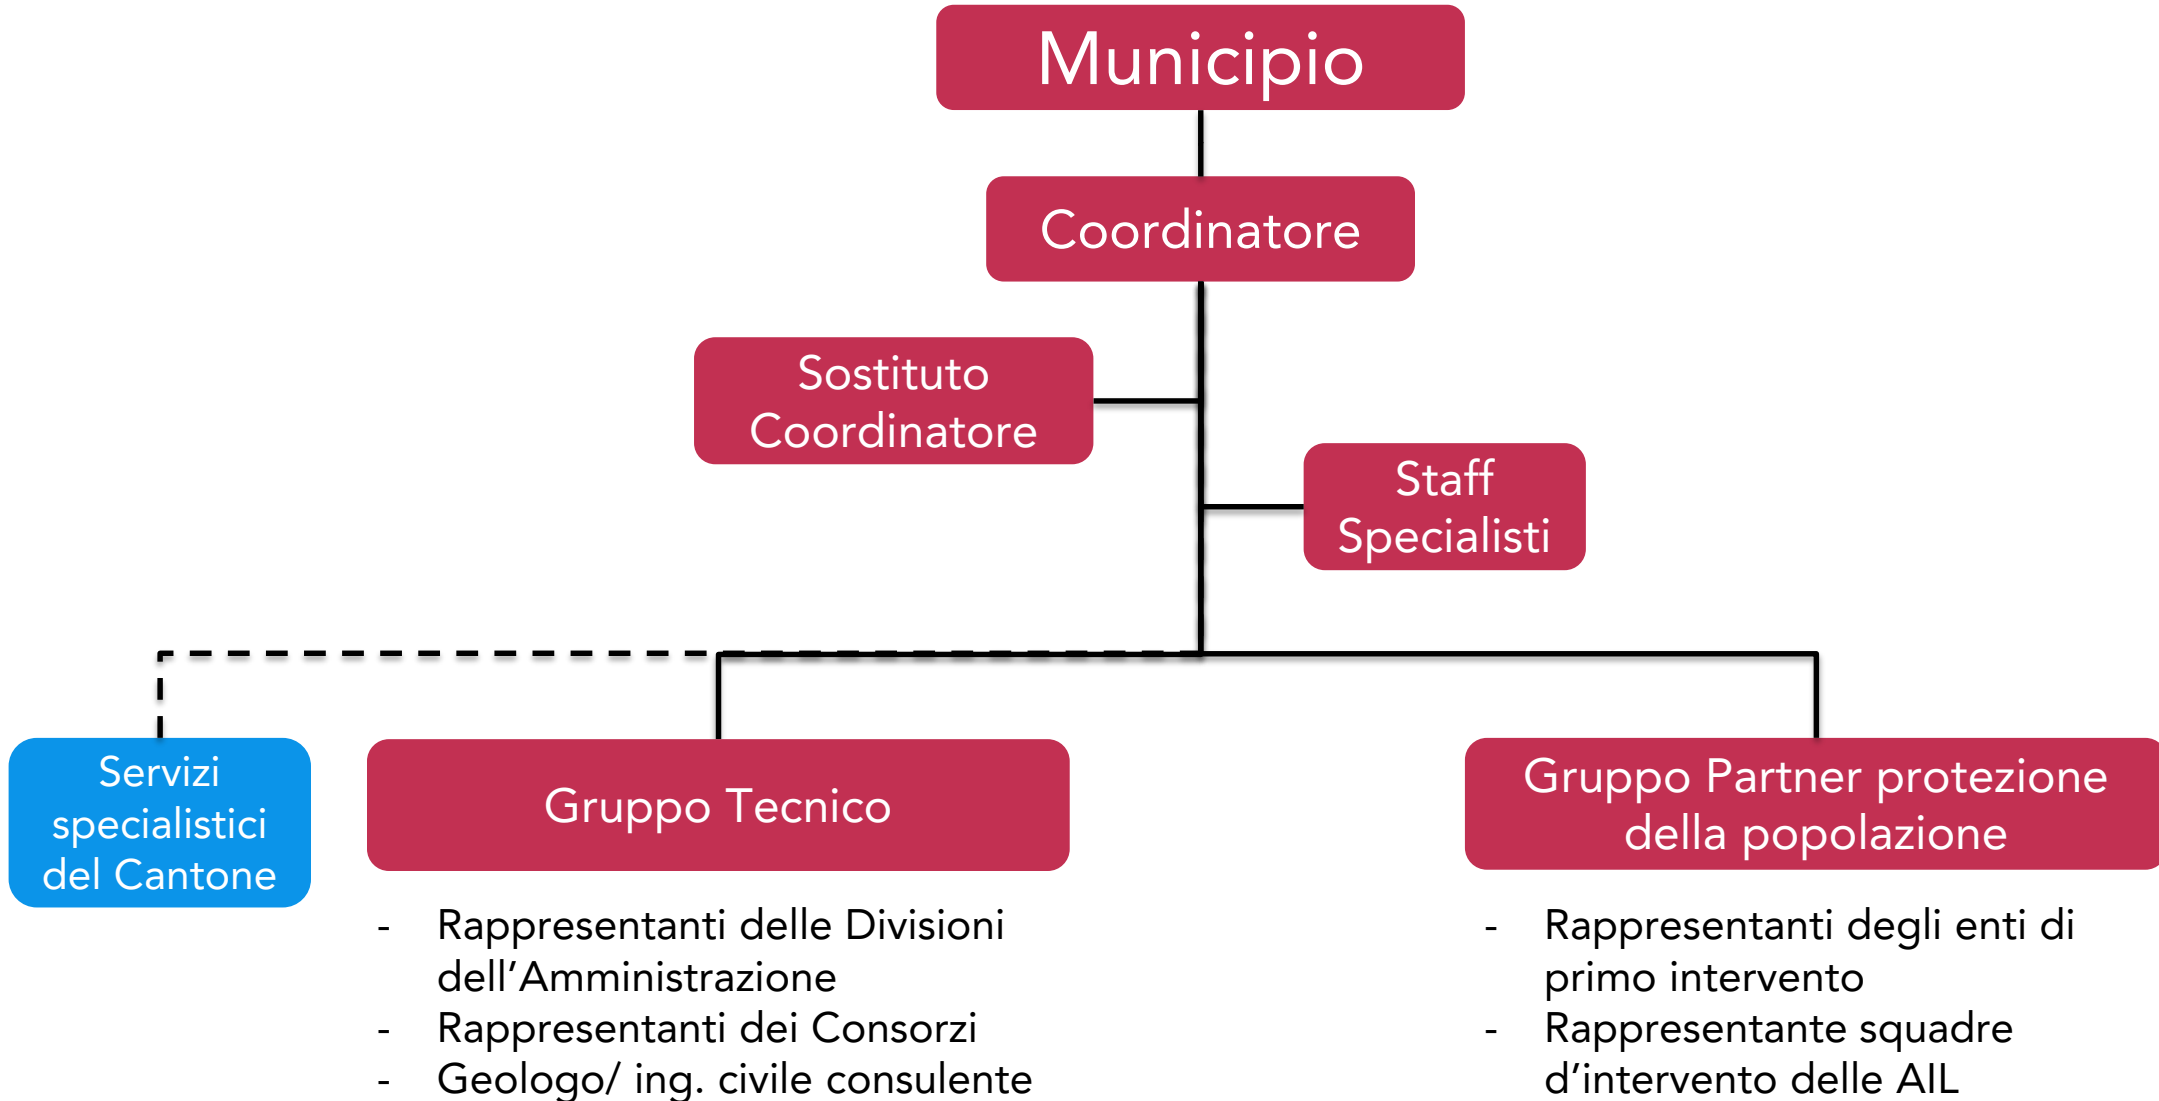 Municipio
Coordinatore
Sostituto
Coordinatore
Staff
Specialisti
Servizi
specialistici
del Cantone
Gruppo Tecnico
Gruppo Partner protezione
della popolazione
- Rappresentanti delle Divisioni
dell’Amministrazione
- Rappresentanti dei Consorzi
- Geologo/ ing. civile consulente
- Rappresentanti degli enti di
primo intervento
- Rappresentante squadre
d’intervento delle AIL